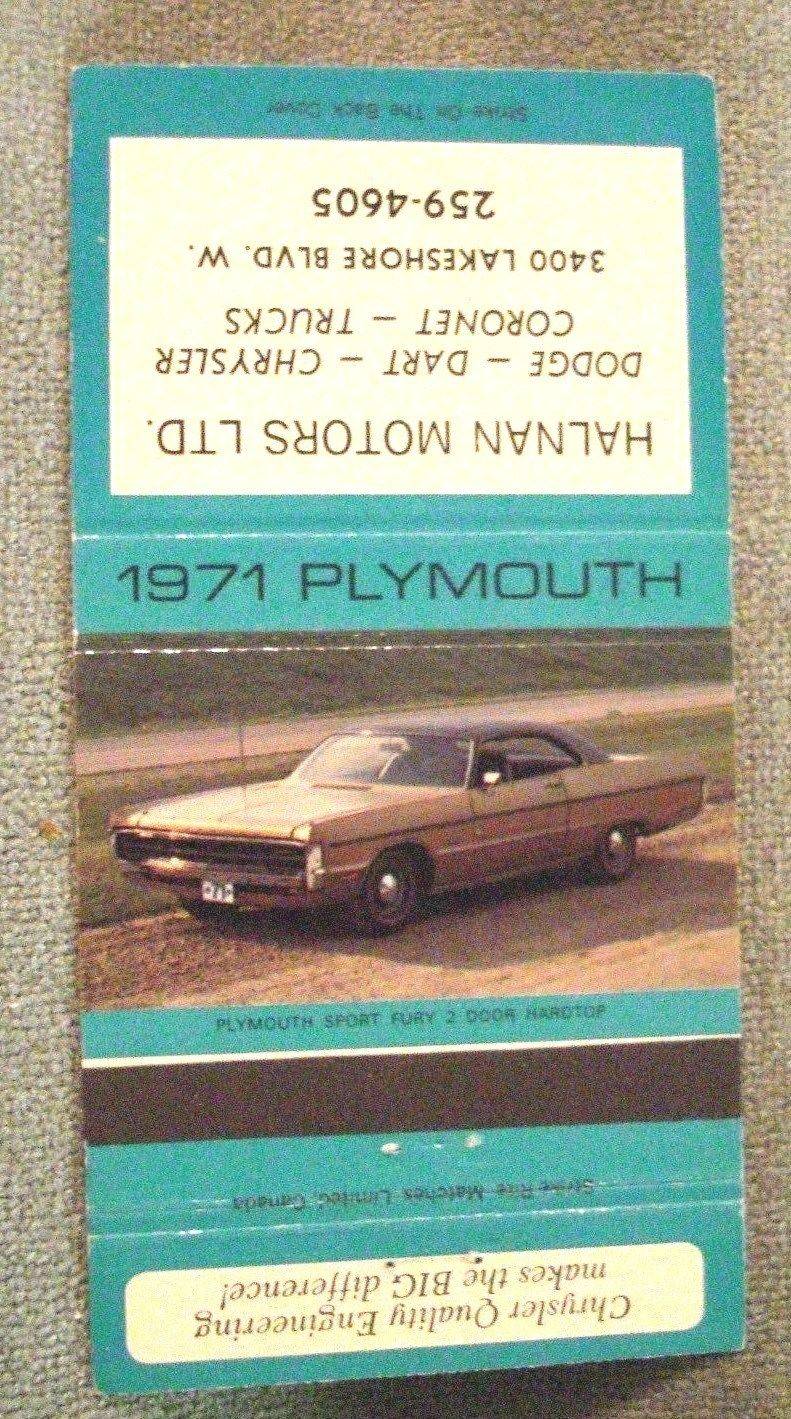 Strike On The Back Cover
HALNAN MOTORS LTD.
DODGE – DART – CHRYSLER
CORONET – TRUCKS
3400 LAKESHORE BLVD. W.
259-4605
1971 PLYMOUTH
71
PLYMOUTH SPORT FURY 2 DOOR HARDTOP
Strike-Rite Matches Limited, Canada
Chrysler Quality Engineering
makes the BIG difference!